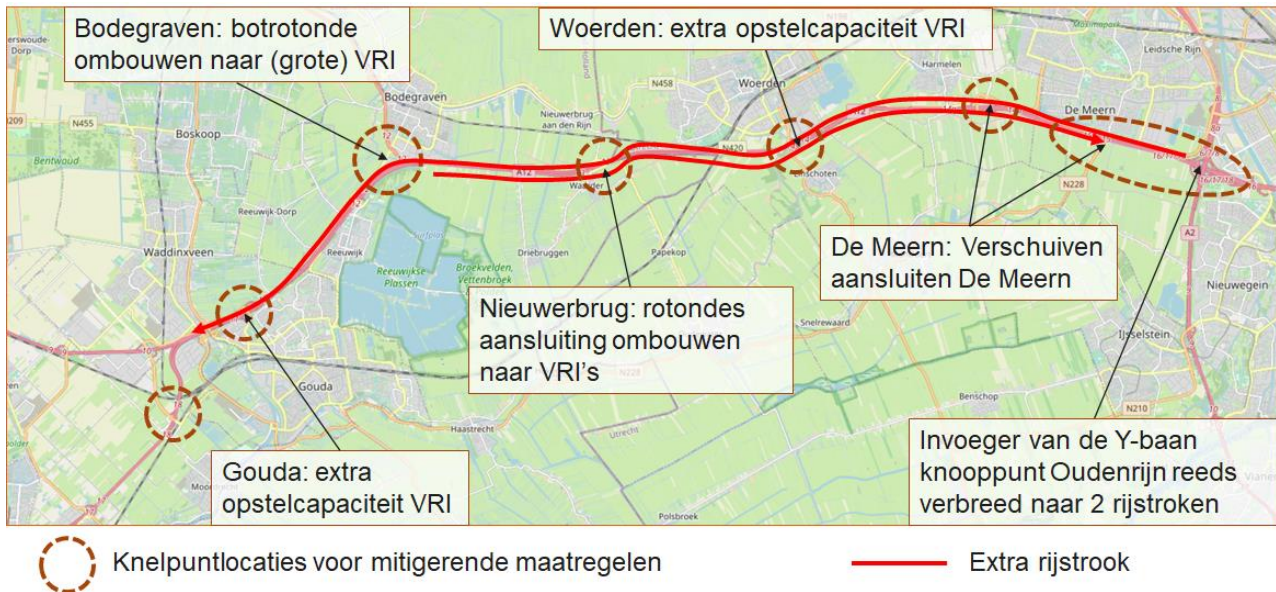 Bodegraven: botrotonde
ombouwen naar (grote) VRI
Woerden: extra opstelcapaciteit VRI
Leidsche Rijn
Harmelen
Woerden
De Meern
N458
N455
Boskoop
Bodegraven
Nieuwerbrug
aan den Rijn
N420
A12
Bentwoud
Linschoten
N228
Reeuwijk-Dorp
Waddinxveen
Reeuwijk
Reeuwijkse
Plassen
Broekvelden,
Vettenbroek
Driebruggen
Papekop
A2
Nieuwegein
De Meern: Verschuiven
aansluiten De Meern
Nieuwerbrug: rotondes
aansluiting ombouwen
naar VRI's
Snelrewaard
IJsselstein
Gouda
N228
Haastrecht
Benschop
N210
Utrecht
Gouda: extra
opstelcapaciteit VRI
Polsbroek
Invoeger van de Y-baan
knooppunt Oudenrijn reeds
verbreed naar 2 rijstroken
Knelpuntlocaties voor mitigerende maatregelen
Extra rijstrook